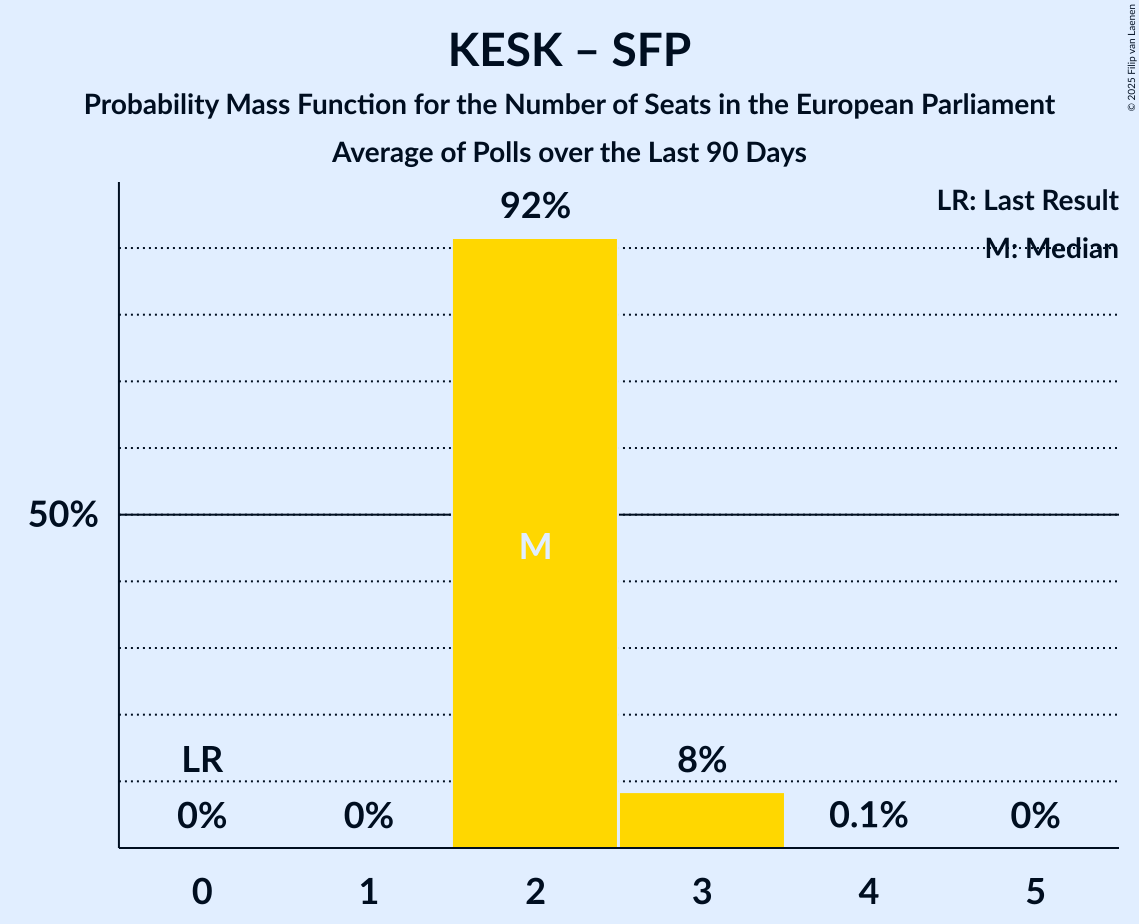 KESK – SFP
Probability Mass Function for the Number of Seats in the European Parliament
Average of Polls over the Last 90 Days
© 2025 Filip van Laenen
LR: Last Result
M: Median
92%
50%
M
LR
8%
0%
0%
0.1%
0%
0
1
2
3
4
5